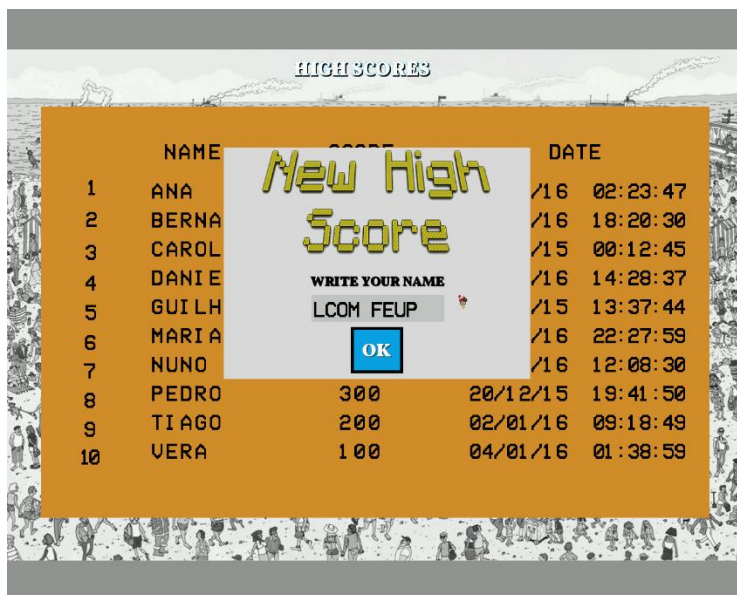 HIGH SCORES
NAME DATE
New High
Score
WRITE YOUR NAME
LCOM FEUP
OK
1 ANA /16 02:23:47
2 BERNA /16 18:20:30
3 CAROL /15 00:12:45
4 DANIE /16 14:28:37
5 GUILH /15 13:37:44
6 MARIA /16 22:27:59
7 NUNO /16 12:08:30
8 PEDRO 300 20/12/15 19:41:50
9 TIAGO 200 02/01/16 09:18:49
10 VERA 100 04/01/16 01:38:59